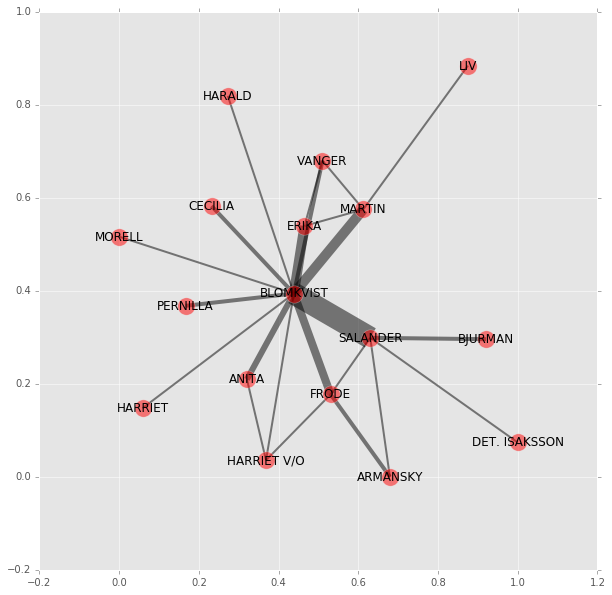 1.0
LIV
HARALD
0.8
VANGER
0.6
CECILIA
MARTIN
ERIKA
MORELL
0.4
BLOMKVIST
PERNILLA
SALANDER
BJURMAN
0.2
ANITA
FRODE
HARRIET
DET. ISAKSSON
HARRIET V/O
0.0
ARMANSKY
−0.2
−0.2 0.0 0.2 0.4 0.6 0.8 1.0 1.2